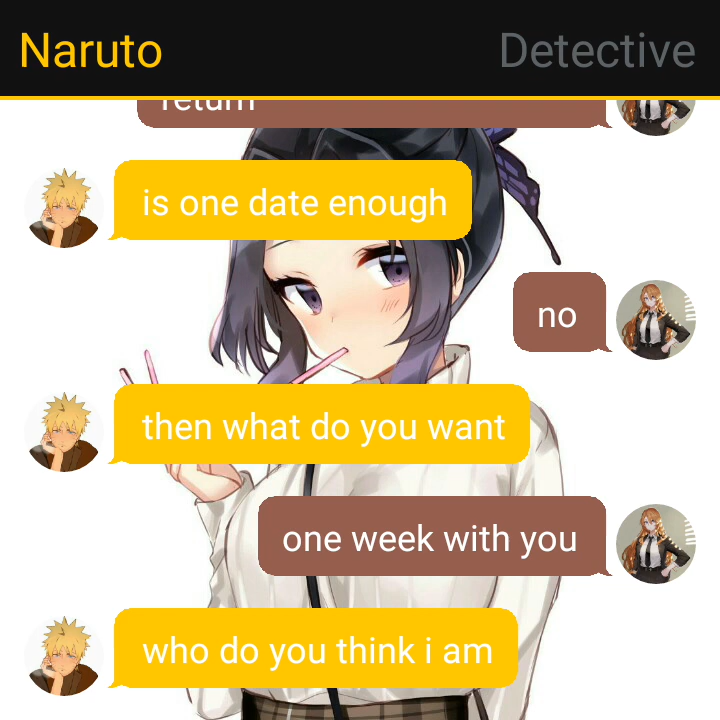 Naruto
Detective
return
is one date enough
no
then what do you want
one week with you
who do you think i am